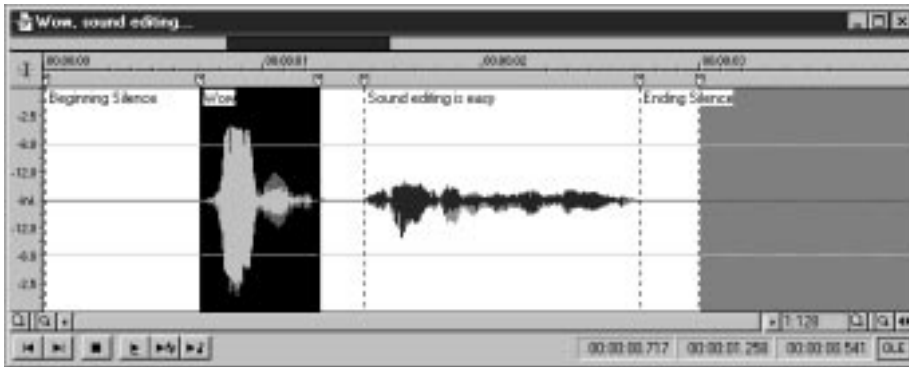 Wow, sound editing...
00:00:00 00:00:01 00:00:02 00:00:03
Beginning Silence Wow Sound editing is easy Ending Silence
-2.5
-6.0
-12.0
-Inf.
-12.0
-6.0
-2.5
1:128
00:00:00.717 00:00:01.258 00:00:00.541 OLE